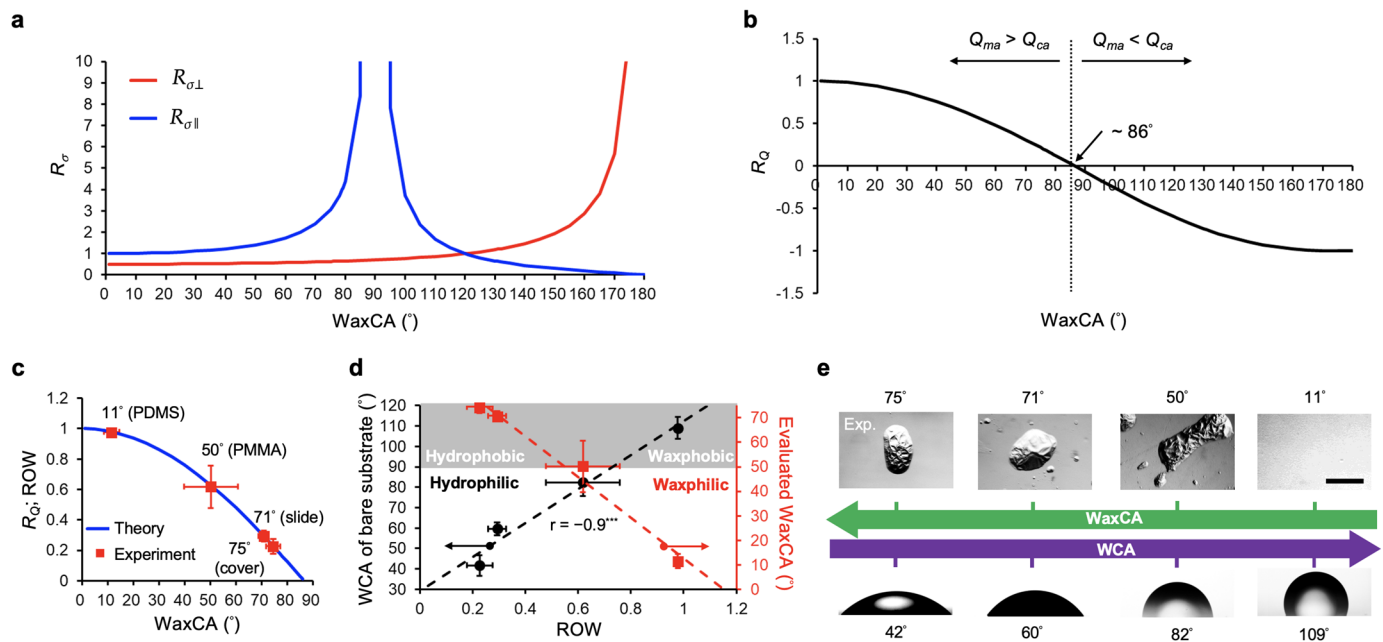 a
10
9
8
7
6
5
4
3
2
1
0
Rσ
Rσ⊥
Rσ∥
0 10 20 30 40 50 60 70 80 90 100 110 120 130 140 150 160 170 180
WaxCA (°)
b
1.5
1
0.5
0
-0.5
-1
-1.5
RQ
Qma > Qca
Qma < Qca
~ 86°
0 10 20 30 40 50 60 70 80 90 100 110 120 130 140 150 160 170 180
WaxCA (°)
c
1.2
1
0.8
0.6
0.4
0.2
0
RQ; ROW
11° (PDMS)
50° (PMMA)
71° (slide)
75°
(cover)
Theory
Experiment
0 10 20 30 40 50 60 70 80 90
WaxCA (°)
d
120
110
100
90
80
70
60
50
40
30
WCA of bare substrate (°)
Hydrophobic
Waxphobic
Hydrophilic
Waxphilic
r = −0.9***
70
60
50
40
30
20
10
0
Evaluated WaxCA (°)
0 0.2 0.4 0.6 0.8 1 1.2
ROW
e
75° 71° 50° 11°
Exp.
WaxCA
WCA
42° 60° 82° 109°